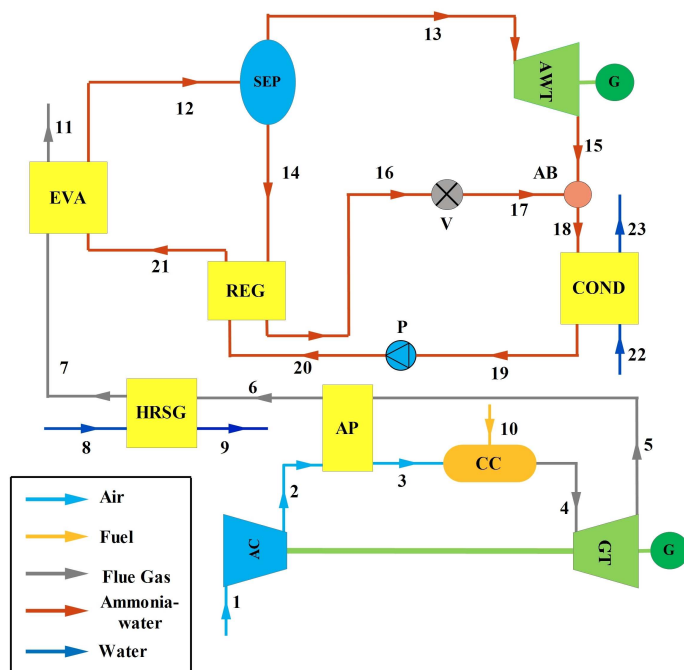 13
SEP
AWT
G
12
11
14
15
EVA
16
AB
17
V
18
23
21
REG
COND
P
20
19
22
7
6
5
HRSG
AP
8
9
10
CC
2
3
4
Air
AC
GT
G
Fuel
Flue Gas
1
Ammonia-
water
Water